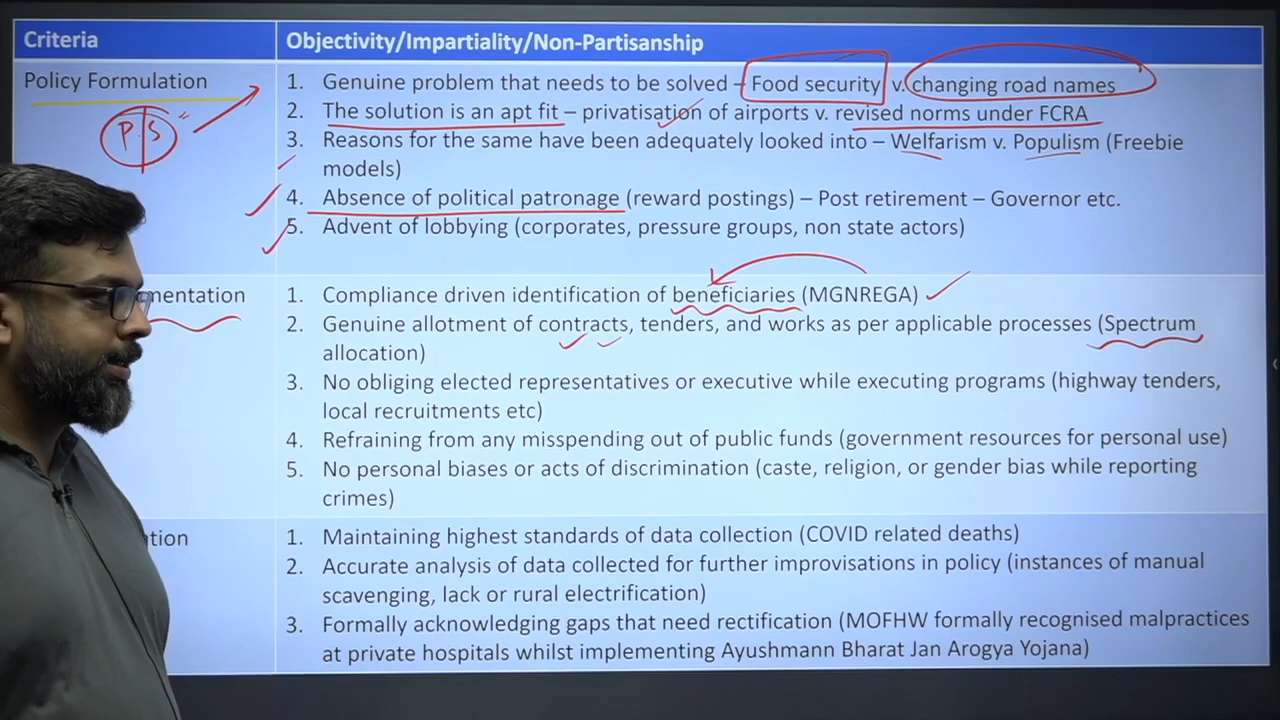 Criteria
Objectivity/Impartiality/Non-Partisanship
Policy Formulation
P S
1. Genuine problem that needs to be solved – Food security v. changing road names
2. The solution is an apt fit – privatisation of airports v. revised norms under FCRA
3. Reasons for the same have been adequately looked into – Welfarism v. Populism (Freebie
models)
4. Absence of political patronage (reward postings) – Post retirement – Governor etc.
5. Advent of lobbying (corporates, pressure groups, non state actors)
mentation
1. Compliance driven identification of beneficiaries (MGNREGA)
2. Genuine allotment of contracts, tenders, and works as per applicable processes (Spectrum
allocation)
3. No obliging elected representatives or executive while executing programs (highway tenders,
local recruitments etc)
4. Refraining from any misspending out of public funds (government resources for personal use)
5. No personal biases or acts of discrimination (caste, religion, or gender bias while reporting
crimes)
tion
1. Maintaining highest standards of data collection (COVID related deaths)
2. Accurate analysis of data collected for further improvisations in policy (instances of manual
scavenging, lack or rural electrification)
3. Formally acknowledging gaps that need rectification (MOFHW formally recognised malpractices
at private hospitals whilst implementing Ayushmann Bharat Jan Arogya Yojana)